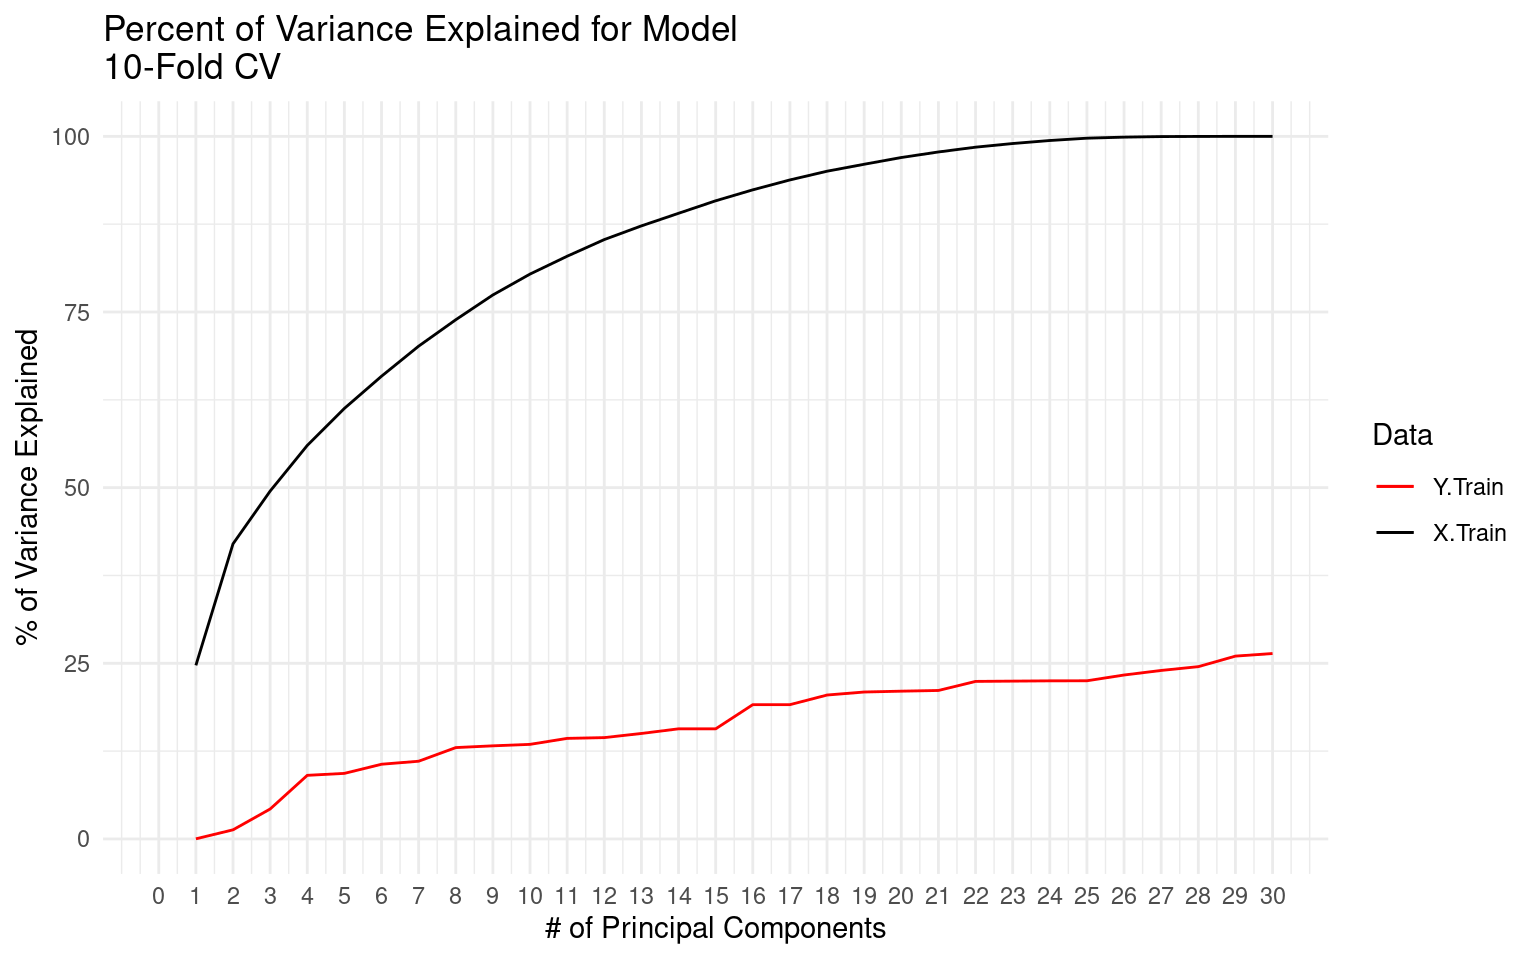 Percent of Variance Explained for Model
10-Fold CV
% of Variance Explained
100
75
50
25
0
0 1 2 3 4 5 6 7 8 9 10 11 12 13 14 15 16 17 18 19 20 21 22 23 24 25 26 27 28 29 30
# of Principal Components
Data
Y.Train
X.Train